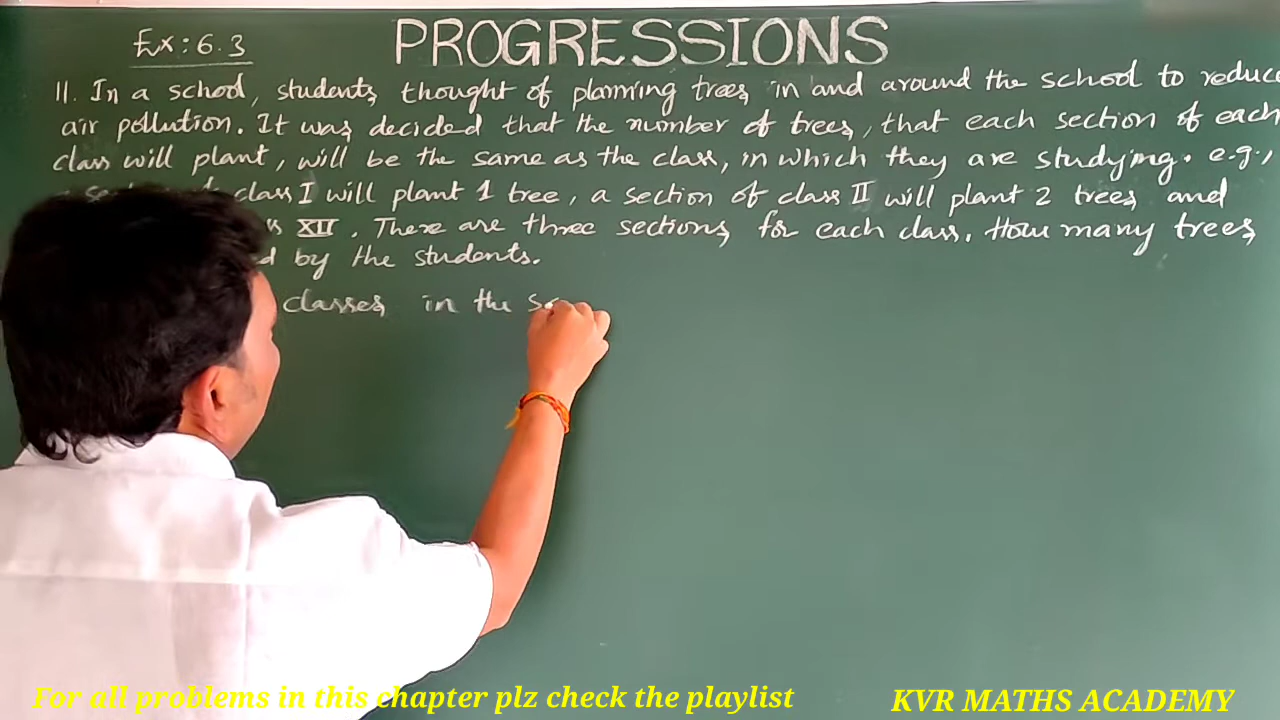 Ex: 6.3
PROGRESSIONS
11. In a school, students thought of planning trees in and around the school to reduce
air pollution. It was decided that the number of trees, that each section of each
class will plant, will be the same as the class, in which they are studying. e.g.,
class I will plant 1 tree, a section of class II will plant 2 trees and
XII. There are three sections for each class. How many trees
by the students.
classes in the
For all problems in this chapter plz check the playlist
KVR MATHS ACADEMY